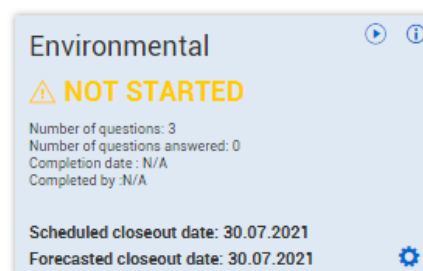 Environmental
NOT STARTED
Number of questions: 3
Number of questions answered: 0
Completion date : N/A
Completed by :N/A
Scheduled closeout date: 30.07.2021
Forecasted closeout date: 30.07.2021